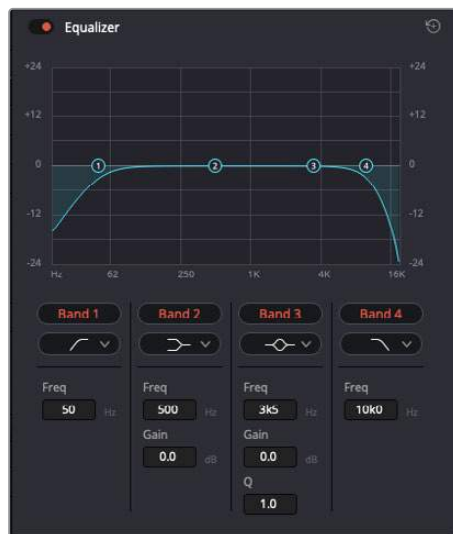 Equalizer
+24 +24
+12 +12
0 1 2 3 4 0
-12 -12
-24 -24
Hz 62 250 1K 4K 16K
Band 1 Band 2 Band 3 Band 4
Freq Freq Freq Freq
50 Hz 500 Hz 3k5 Hz 10k0 Hz
Gain Gain
0.0 dB 0.0 dB
Q
1.0